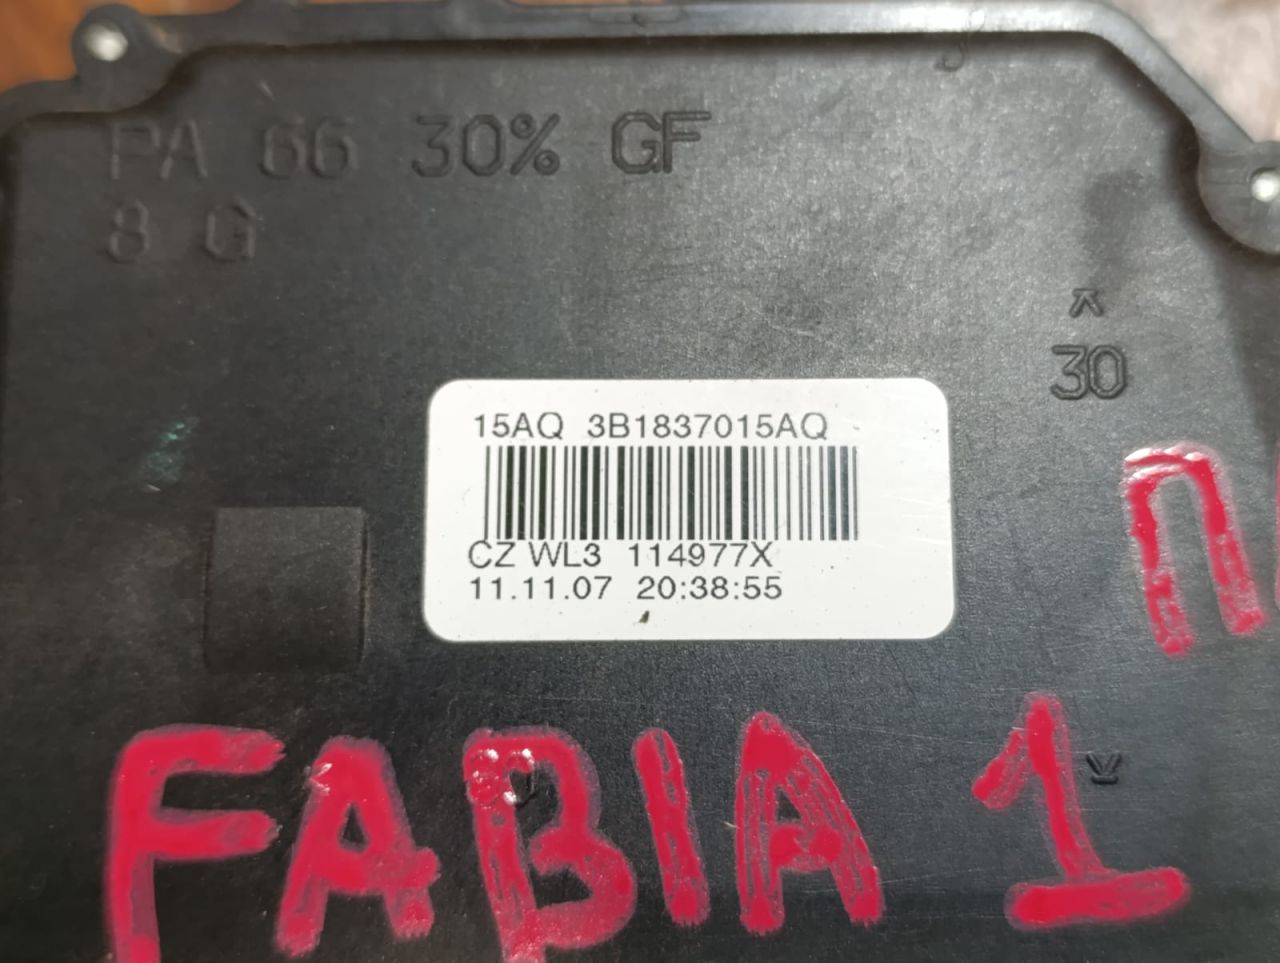 PA 66 30% GF
8 G
30
15AQ 3B1837015AQ
CZ WL3 114977X
11.11.07 20:38:55
FABIA 1